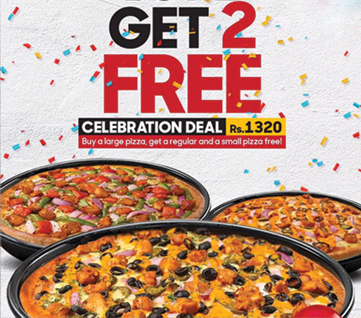 GET 2
FREE
CELEBRATION DEAL Rs.1320
Buy a large pizza, get a regular and a small pizza free!